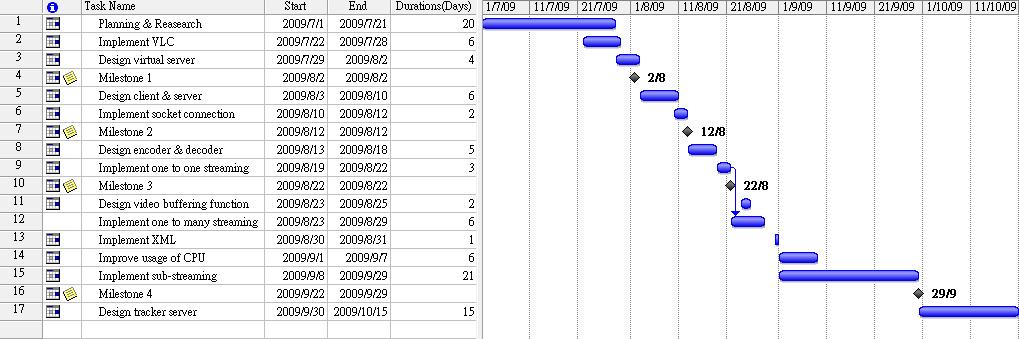 Task Name Start End Durations(Days) 1/7/09 11/7/09 21/7/09 1/8/09 11/8/09 21/8/09 1/9/09 11/9/09 21/9/09 1/10/09 11/10/09
1 Planning & Reasearch 2009/7/1 2009/7/21 20
2 Implement VLC 2009/7/22 2009/7/28 6
3 Design virtual server 2009/7/29 2009/8/2 4
4 Milestone 1 2009/8/2 2009/8/2 2/8
5 Design client & server 2009/8/3 2009/8/10 6
6 Implement socket connection 2009/8/10 2009/8/12 2
7 Milestone 2 2009/8/12 2009/8/12 12/8
8 Design encoder & decoder 2009/8/13 2009/8/18 5
9 Implement one to one streaming 2009/8/19 2009/8/22 3
10 Milestone 3 2009/8/22 2009/8/22 22/8
11 Design video buffering function 2009/8/23 2009/8/25 2
12 Implement one to many streaming 2009/8/23 2009/8/29 6
13 Implement XML 2009/8/30 2009/8/31 1
14 Improve usage of CPU 2009/9/1 2009/9/7 6
15 Implement sub-streaming 2009/9/8 2009/9/29 21
16 Milestone 4 2009/9/22 2009/9/29 29/9
17 Design tracker server 2009/9/30 2009/10/15 15